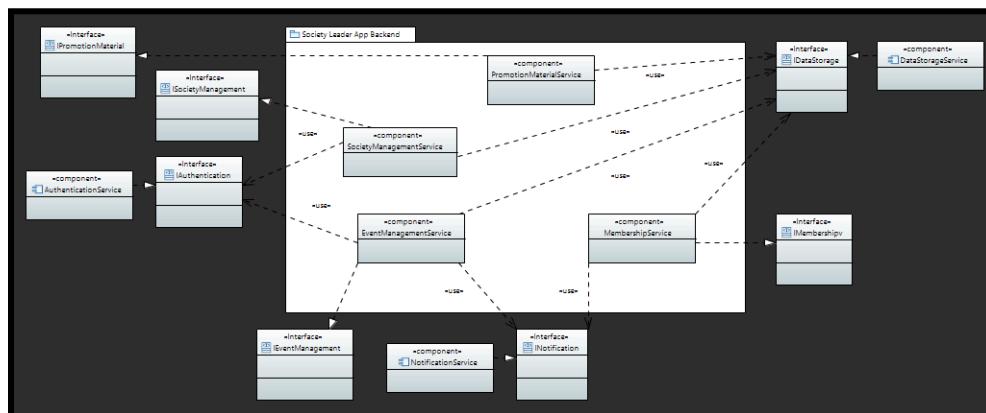 «Interface»
IPromotionMaterial
Society Leader App Backend
«component»
PromotionMaterialService
«use»
«Interface»
IDataStorage
«component»
DataStorageService
«Interface»
ISocietyManagement
«use»
«component»
SocietyManagementService
«use»
«use»
«use»
«component»
AuthenticationService
«Interface»
IAuthentication
«use»
«component»
EventManagementService
«component»
MembershipService
«Interface»
IMembershipv
«use»
«use»
«Interface»
IEventManagement
«component»
NotificationService
«Interface»
INotification